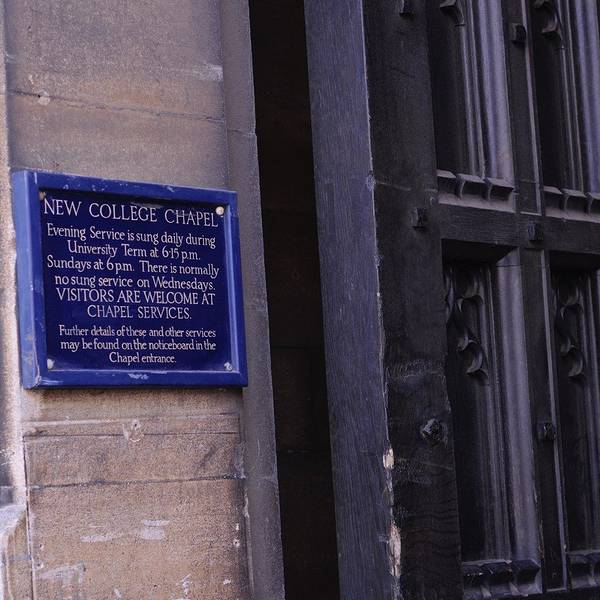 NEW COLLEGE CHAPEL
Evening Service is sung daily during
University Term at 6·15 p.m.
Sundays at 6 p.m. There is normally
no sung service on Wednesdays.
VISITORS ARE WELCOME AT
CHAPEL SERVICES.
Further details of these and other services
may be found on the noticeboard in the
Chapel entrance.